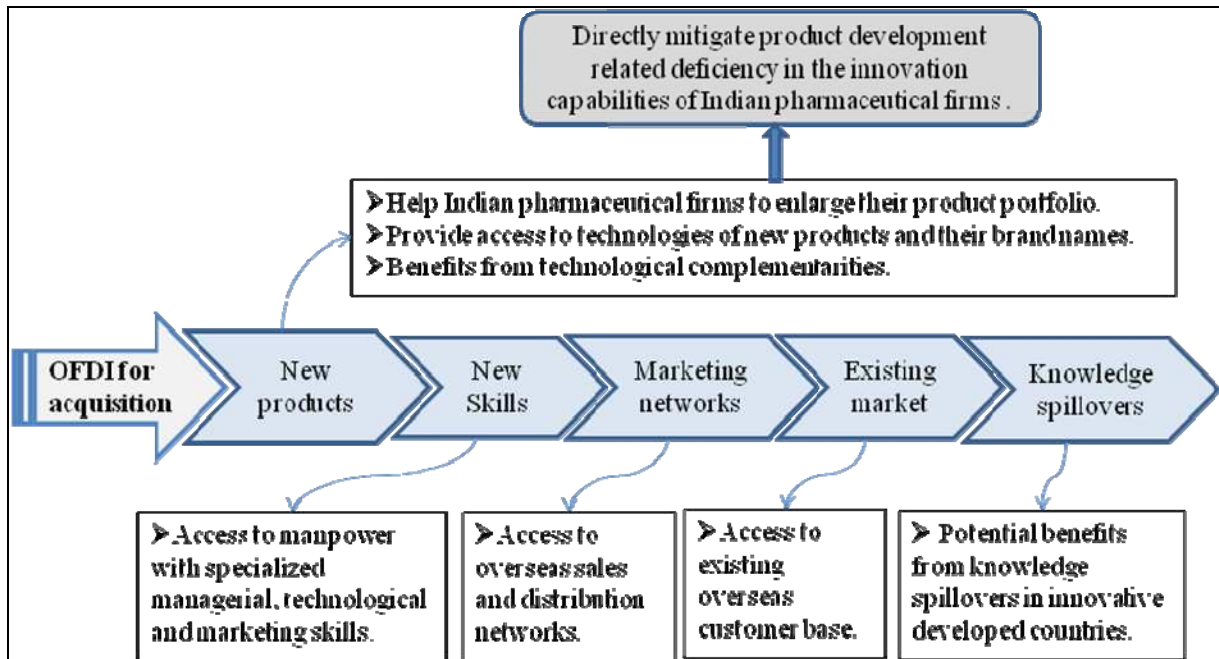 Directly mitigate product development
related deficiency in the innovation
capabilities of Indian pharmaceutical firms .
➢Help Indian pharmaceutical firms to enlarge their product portfolio.
➢Provide access to technologies of new products and their brand names.
➢Benefits from technological complementarities.
OFDI for
acquisition
New
products
New
Skills
Marketing
networks
Existing
market
Knowledge
spillovers
➢Access to manpower
with specialized
managerial, technological
and marketing skills.
➢Access to
overseas sales
and distribution
networks.
➢Access to
existing
overseas
customer base.
➢Potential benefits
from knowledge
spillovers in innovative
developed countries.